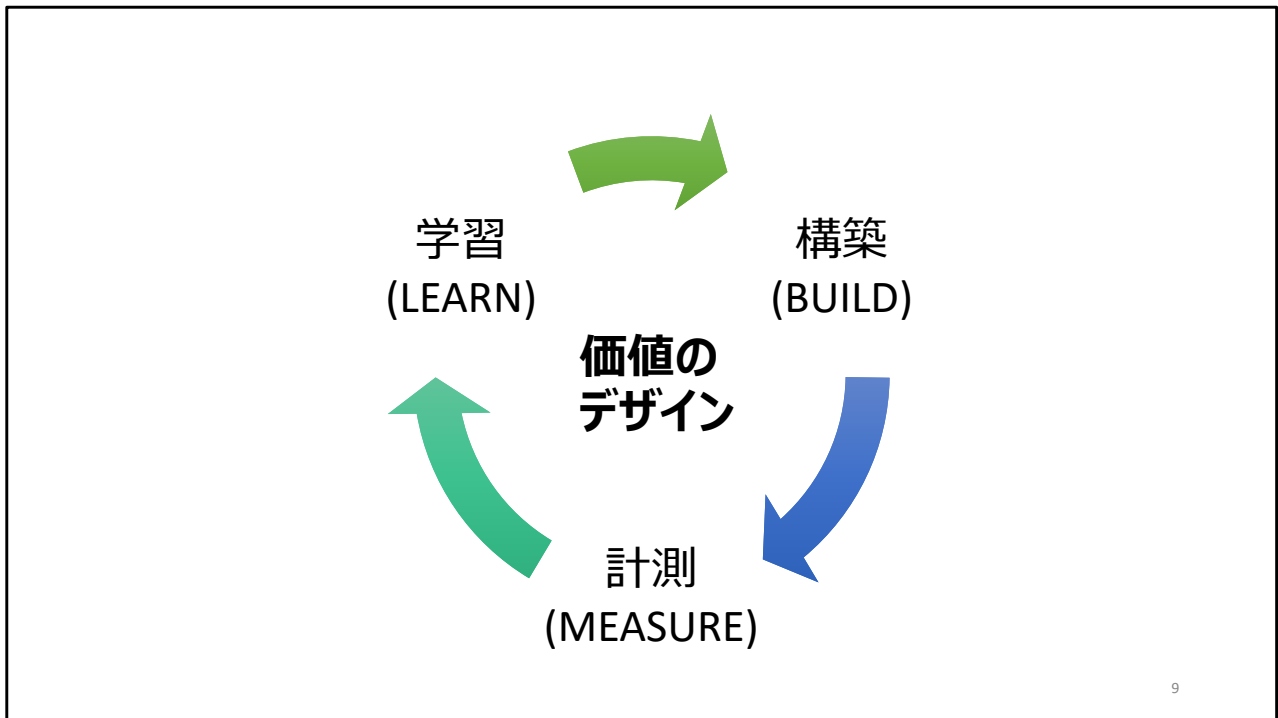 学習
(LEARN)
構築
(BUILD)
価値の
デザイン
計測
(MEASURE)
9